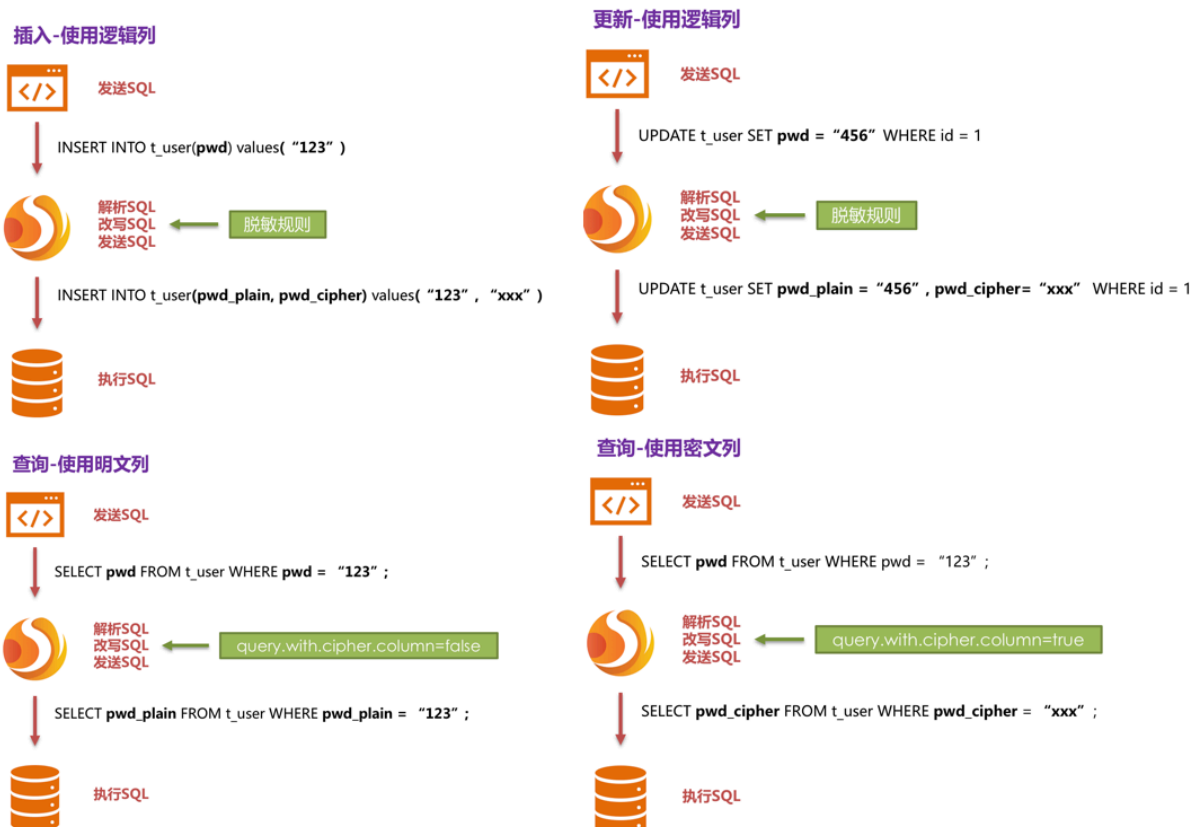 插入-使用逻辑列
</>
发送SQL
INSERT INTO t_user(pwd) values(“123”)
解析SQL
改写SQL
发送SQL
脱敏规则
INSERT INTO t_user(pwd_plain, pwd_cipher) values(“123”, “xxx”)
执行SQL
更新-使用逻辑列
</>
发送SQL
UPDATE t_user SET pwd = “456” WHERE id = 1
解析SQL
改写SQL
发送SQL
脱敏规则
UPDATE t_user SET pwd_plain = “456”, pwd_cipher= “xxx” WHERE id = 1
执行SQL
查询-使用明文列
</>
发送SQL
SELECT pwd FROM t_user WHERE pwd = “123”;
解析SQL
改写SQL
发送SQL
query.with.cipher.column=false
SELECT pwd_plain FROM t_user WHERE pwd_plain = “123”;
执行SQL
查询-使用密文列
</>
发送SQL
SELECT pwd FROM t_user WHERE pwd = “123”;
解析SQL
改写SQL
发送SQL
query.with.cipher.column=true
SELECT pwd_cipher FROM t_user WHERE pwd_cipher = “xxx”;
执行SQL